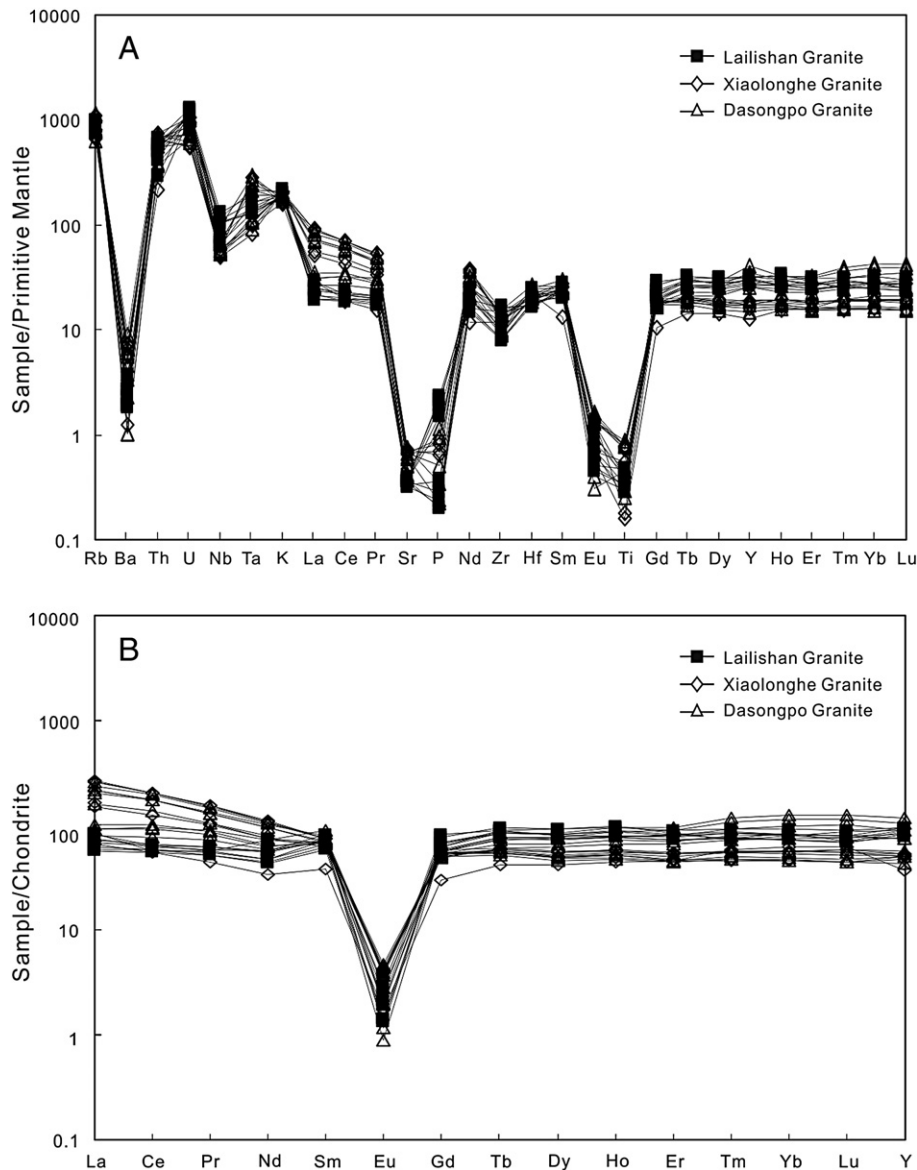 10000
A
Lailishan Granite
Xiaolonghe Granite
Dasongpo Granite
1000
100
10
1
0.1
Sample/Primitive Mantle
Rb Ba Th U Nb Ta K La Ce Pr Sr P Nd Zr Hf Sm Eu Ti Gd Tb Dy Y Ho Er Tm Yb Lu
10000
B
Lailishan Granite
Xiaolonghe Granite
Dasongpo Granite
1000
100
10
1
0.1
Sample/Chondrite
La Ce Pr Nd Sm Eu Gd Tb Dy Ho Er Tm Yb Lu Y